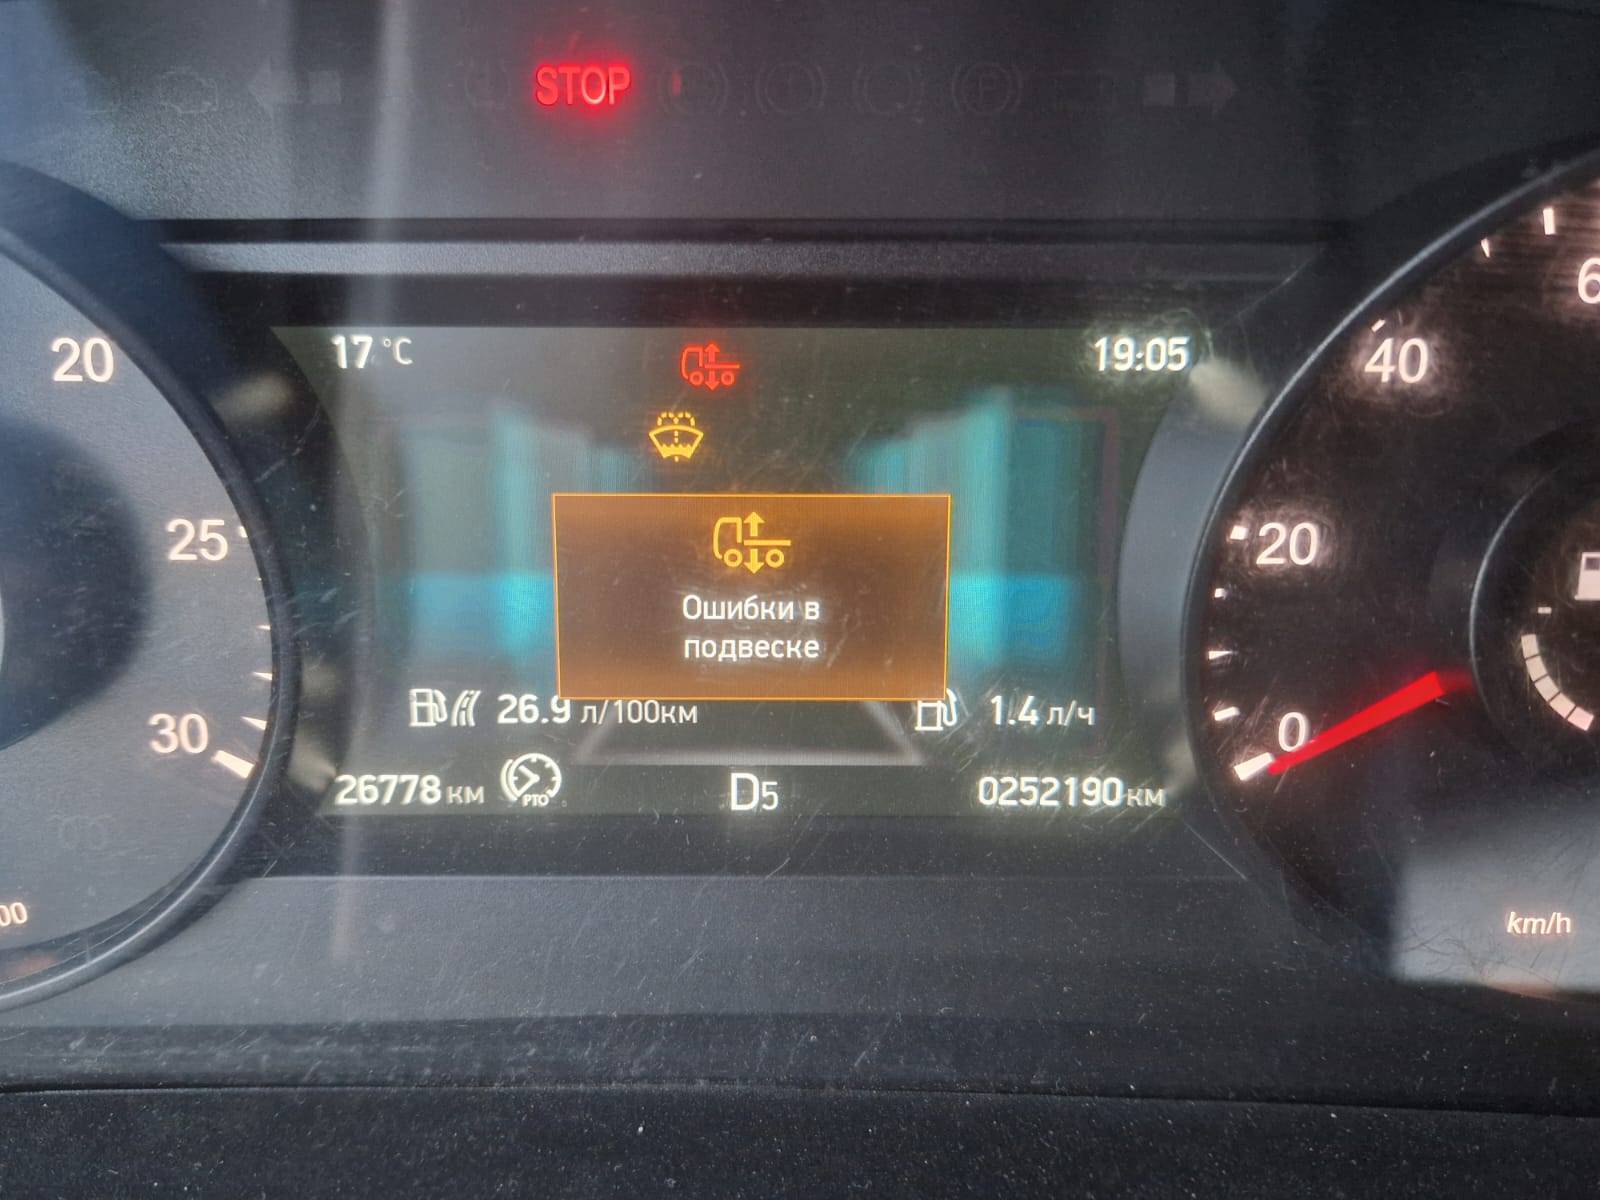 STOP
17 °C
19:05
20
40
25
20
Ошибки в
подвеске
26.9 л/100км
1.4 л/ч
30
0
26778 км
PTO
D5
0252190 км
km/h